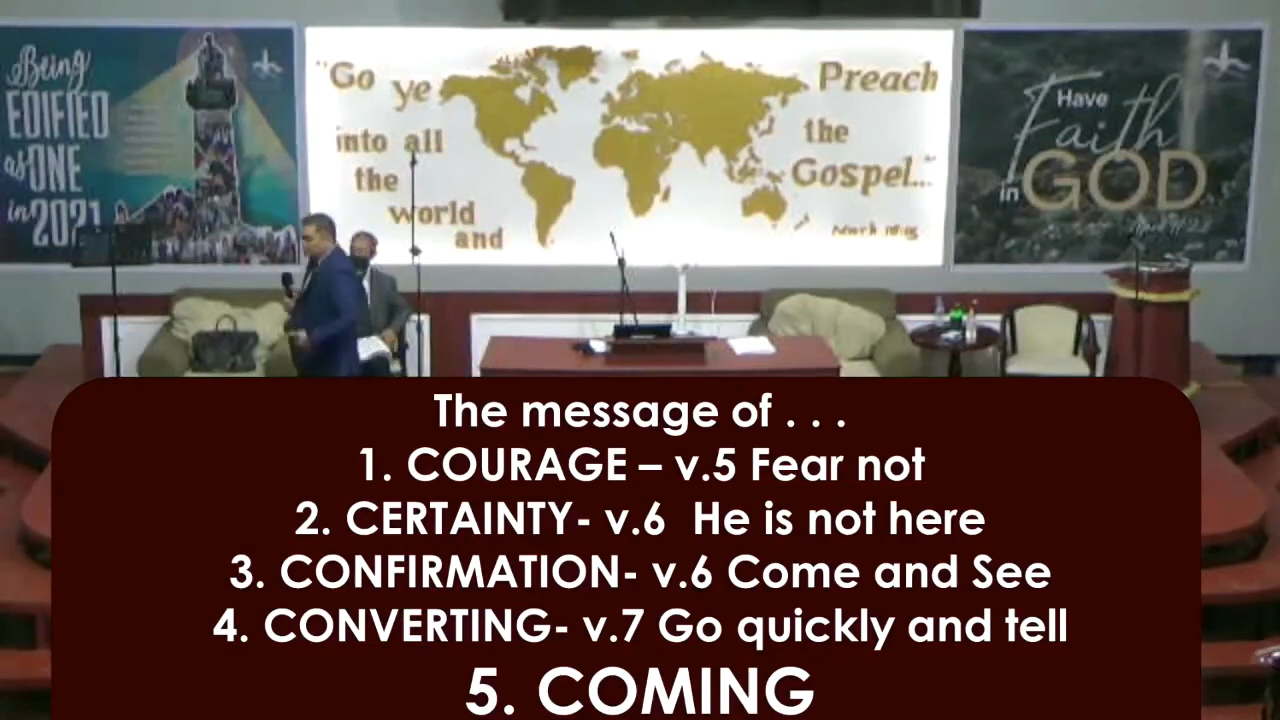 Being
EDIFIED
as ONE
in 2021
"Go ye
into all
the
world
and
Preach
the
Gospel..."
Have
Faith
in GOD
The message of . . .
1. COURAGE – v.5 Fear not
2. CERTAINTY- v.6  He is not here
3. CONFIRMATION- v.6 Come and See
4. CONVERTING- v.7 Go quickly and tell
5. COMING